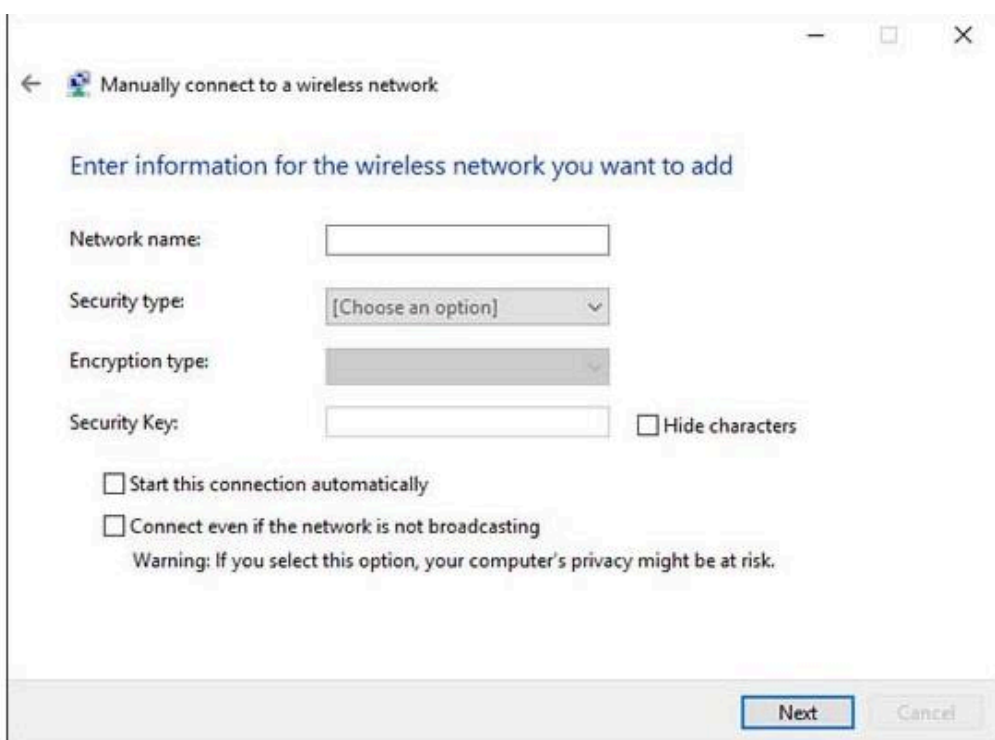 Manually connect to a wireless network
Enter information for the wireless network you want to add
Network name:
Security type: [Choose an option]
Encryption type:
Security Key: Hide characters
Start this connection automatically
Connect even if the network is not broadcasting
Warning: If you select this option, your computer's privacy might be at risk.
Next Cancel